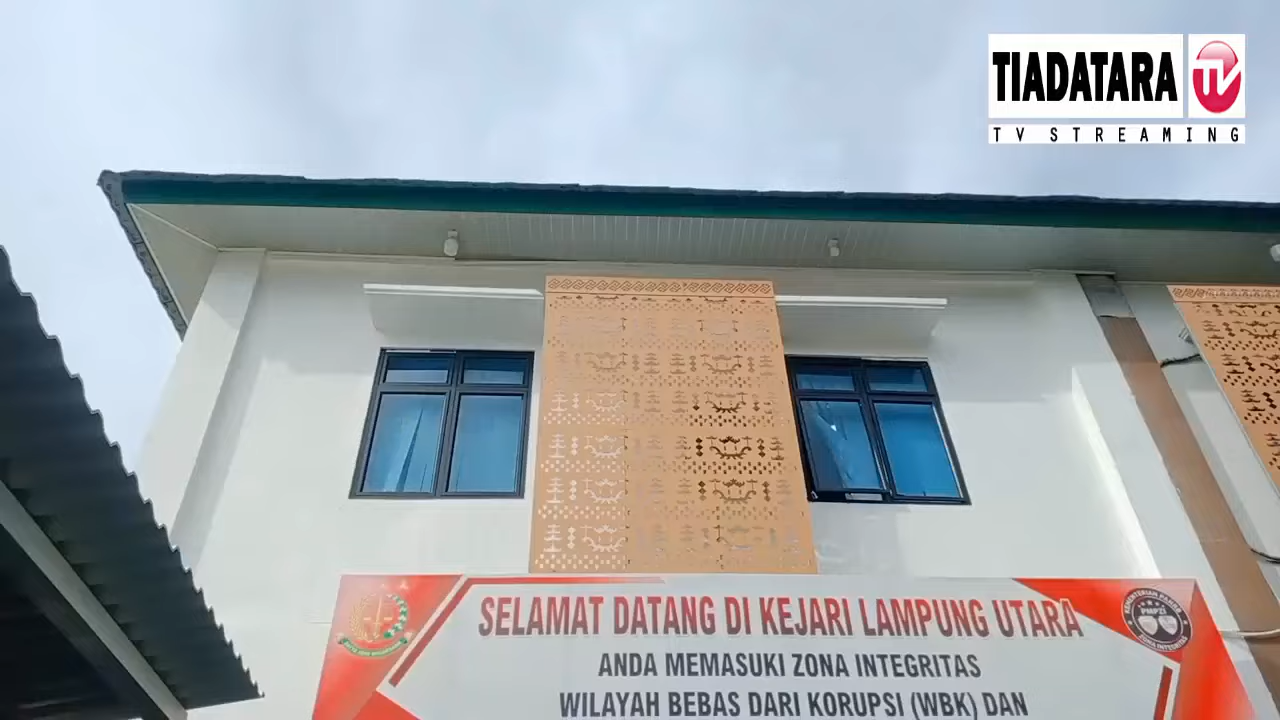 TIADATARA TV
TV STREAMING
SELAMAT DATANG DI KEJARI LAMPUNG UTARA
ANDA MEMASUKI ZONA INTEGRITAS
WILAYAH BEBAS DARI KORUPSI (WBK) DAN